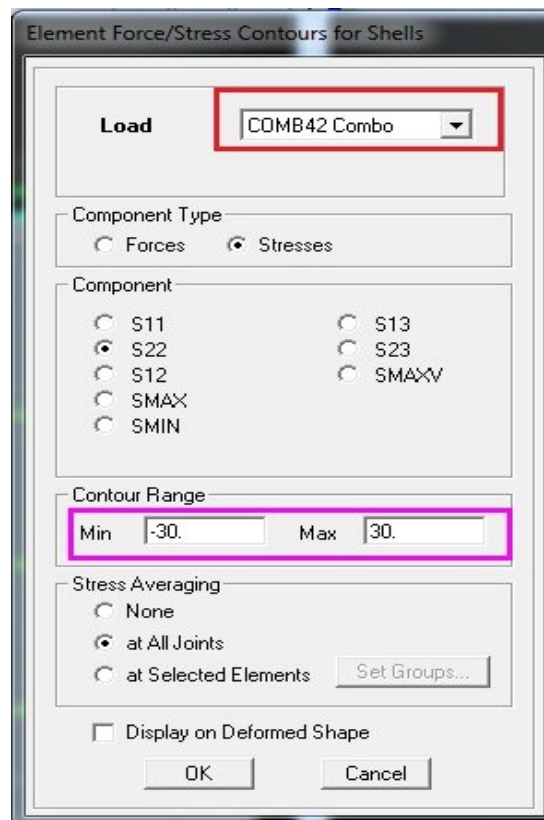 Element Force/Stress Contours for Shells
Load COMB42 Combo
Component Type
Forces Stresses
Component
S11 S13
S22 S23
S12 SMAXV
SMAX
SMIN
Contour Range
Min -30. Max 30.
Stress Averaging
None
at All Joints
at Selected Elements Set Groups...
Display on Deformed Shape
OK Cancel